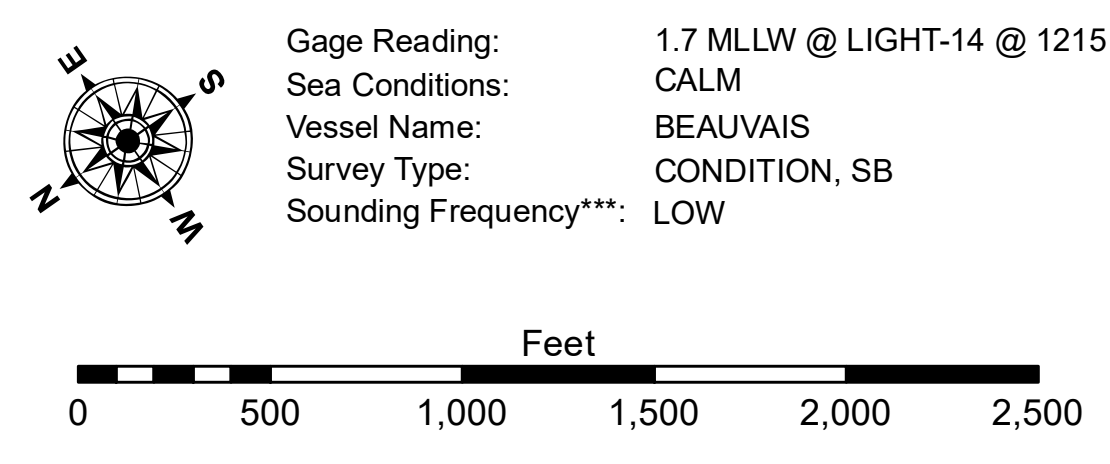 E
S
N
W
Gage Reading: 1.7 MLLW @ LIGHT-14 @ 1215
Sea Conditions: CALM
Vessel Name: BEAUVAIS
Survey Type: CONDITION, SB
Sounding Frequency***: LOW
Feet
0 500 1,000 1,500 2,000 2,500